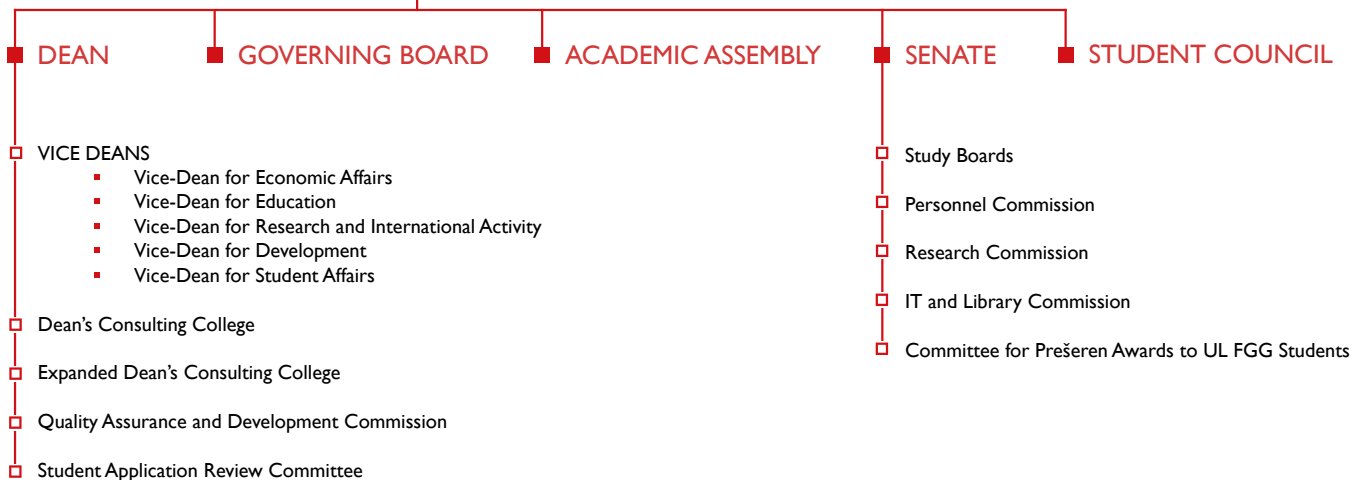 DEAN
GOVERNING BOARD
ACADEMIC ASSEMBLY
SENATE
STUDENT COUNCIL
VICE DEANS
Vice-Dean for Economic Affairs
Vice-Dean for Education
Vice-Dean for Research and International Activity
Vice-Dean for Development
Vice-Dean for Student Affairs
Dean’s Consulting College
Expanded Dean’s Consulting College
Quality Assurance and Development Commission
Student Application Review Committee
Study Boards
Personnel Commission
Research Commission
IT and Library Commission
Committee for Prešeren Awards to UL FGG Students